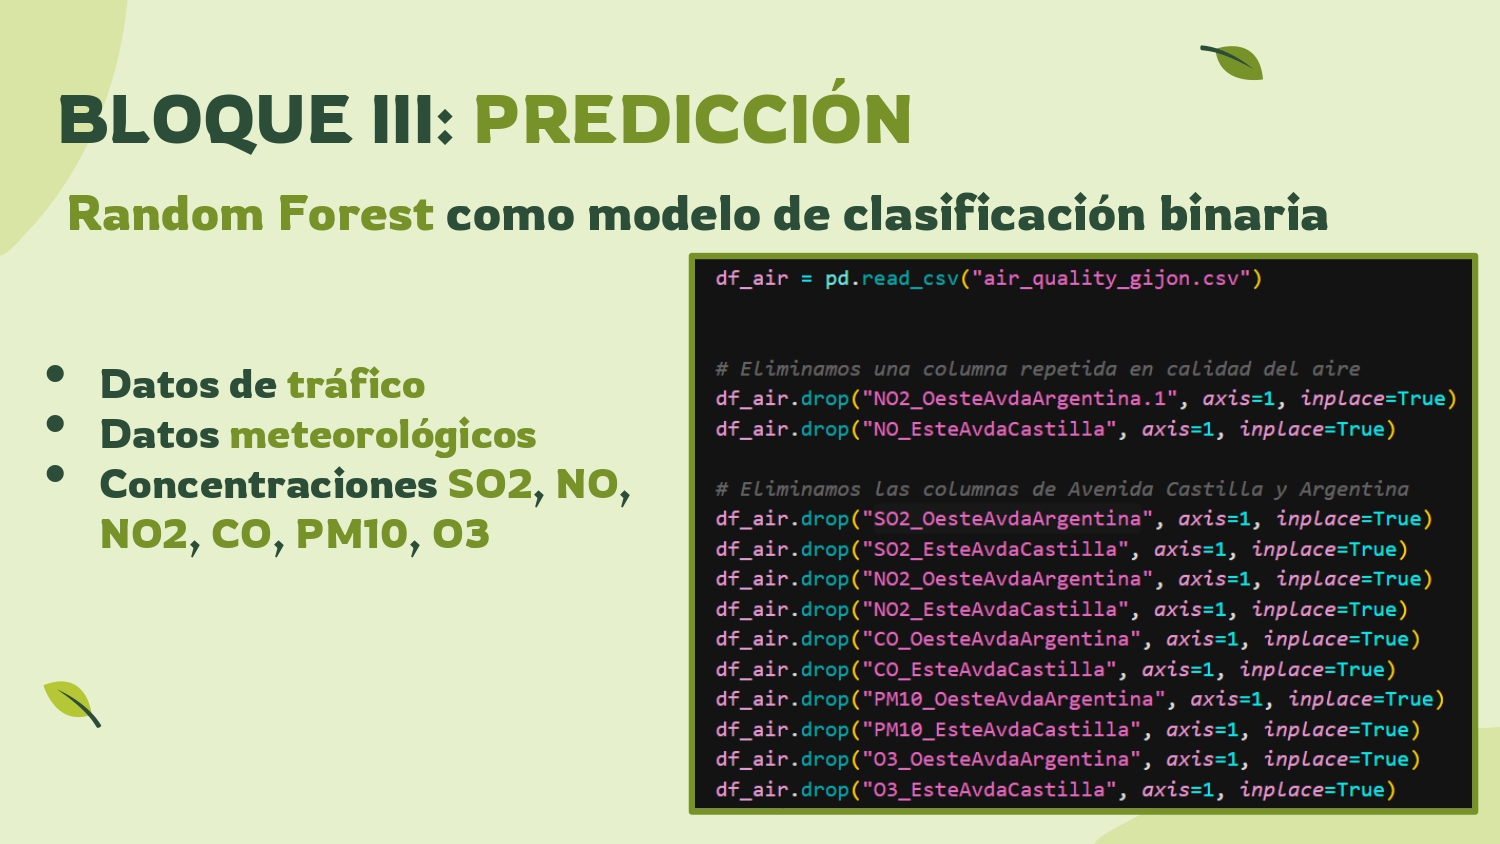 BLOQUE III: PREDICCIÓN
Random Forest como modelo de clasificación binaria
• Datos de tráfico
• Datos meteorológicos
• Concentraciones SO2, NO,
NO2, CO, PM10, O3
df_air = pd.read_csv("air_quality_gijon.csv")
# Eliminamos una columna repetida en calidad del aire
df_air.drop("NO2_OesteAvdaArgentina.1", axis=1, inplace=True)
df_air.drop("NO_EsteAvdaCastilla", axis=1, inplace=True)
# Eliminamos las columnas de Avenida Castilla y Argentina
df_air.drop("SO2_OesteAvdaArgentina", axis=1, inplace=True)
df_air.drop("SO2_EsteAvdaCastilla", axis=1, inplace=True)
df_air.drop("NO2_OesteAvdaArgentina", axis=1, inplace=True)
df_air.drop("NO2_EsteAvdaCastilla", axis=1, inplace=True)
df_air.drop("CO_OesteAvdaArgentina", axis=1, inplace=True)
df_air.drop("CO_EsteAvdaCastilla", axis=1, inplace=True)
df_air.drop("PM10_OesteAvdaArgentina", axis=1, inplace=True)
df_air.drop("PM10_EsteAvdaCastilla", axis=1, inplace=True)
df_air.drop("O3_OesteAvdaArgentina", axis=1, inplace=True)
df_air.drop("O3_EsteAvdaCastilla", axis=1, inplace=True)